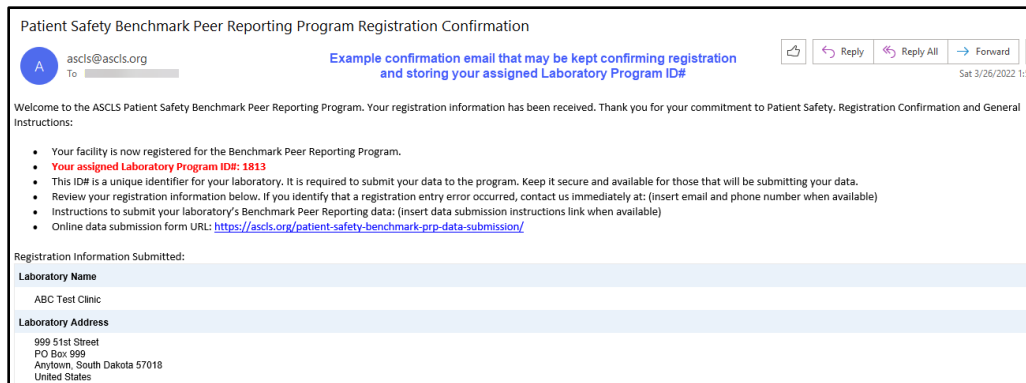 Patient Safety Benchmark Peer Reporting Program Registration Confirmation
A
ascls@ascls.org
To
Example confirmation email that may be kept confirming registration
and storing your assigned Laboratory Program ID#
Reply
Reply All
Forward
Sat 3/26/2022 1:
Welcome to the ASCLS Patient Safety Benchmark Peer Reporting Program. Your registration information has been received. Thank you for your commitment to Patient Safety. Registration Confirmation and General
Instructions:
• Your facility is now registered for the Benchmark Peer Reporting Program.
• Your assigned Laboratory Program ID#: 1813
• This ID# is a unique identifier for your laboratory. It is required to submit your data to the program. Keep it secure and available for those that will be submitting your data.
• Review your registration information below. If you identify that a registration entry error occurred, contact us immediately at: (insert email and phone number when available)
• Instructions to submit your laboratory's Benchmark Peer Reporting data: (insert data submission instructions link when available)
• Online data submission form URL: https://ascls.org/patient-safety-benchmark-prp-data-submission/
Registration Information Submitted:
Laboratory Name
ABC Test Clinic
Laboratory Address
999 51st Street
PO Box 999
Anytown, South Dakota 57018
United States